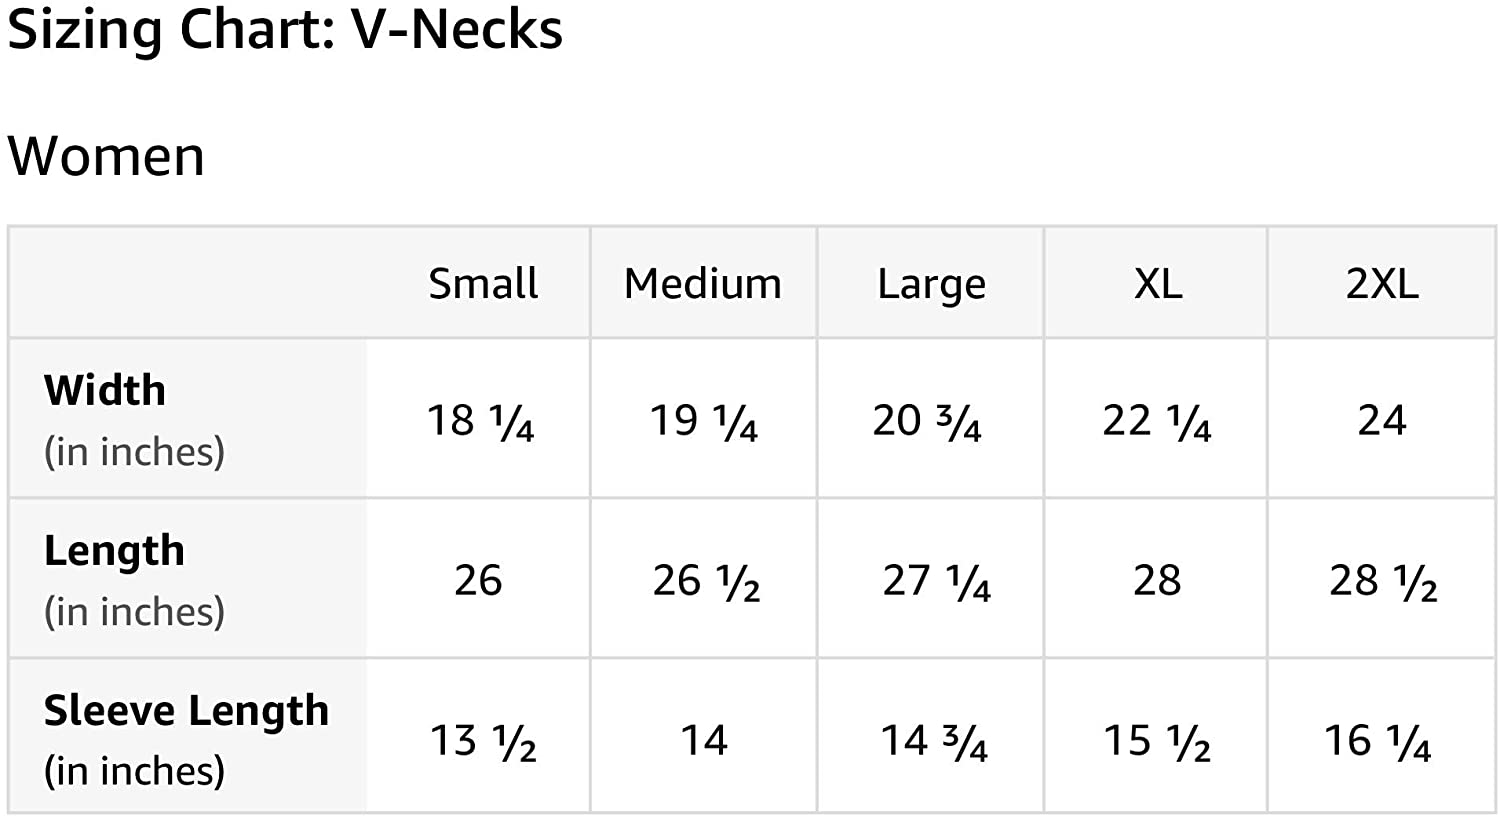 Sizing Chart: V-Necks
Women
Small Medium Large XL 2XL
Width
(in inches)
18 ¼ 19 ¼ 20 ¾ 22 ¼ 24
Length
(in inches)
26 26 ½ 27 ¼ 28 28 ½
Sleeve Length
(in inches)
13 ½ 14 14 ¾ 15 ½ 16 ¼